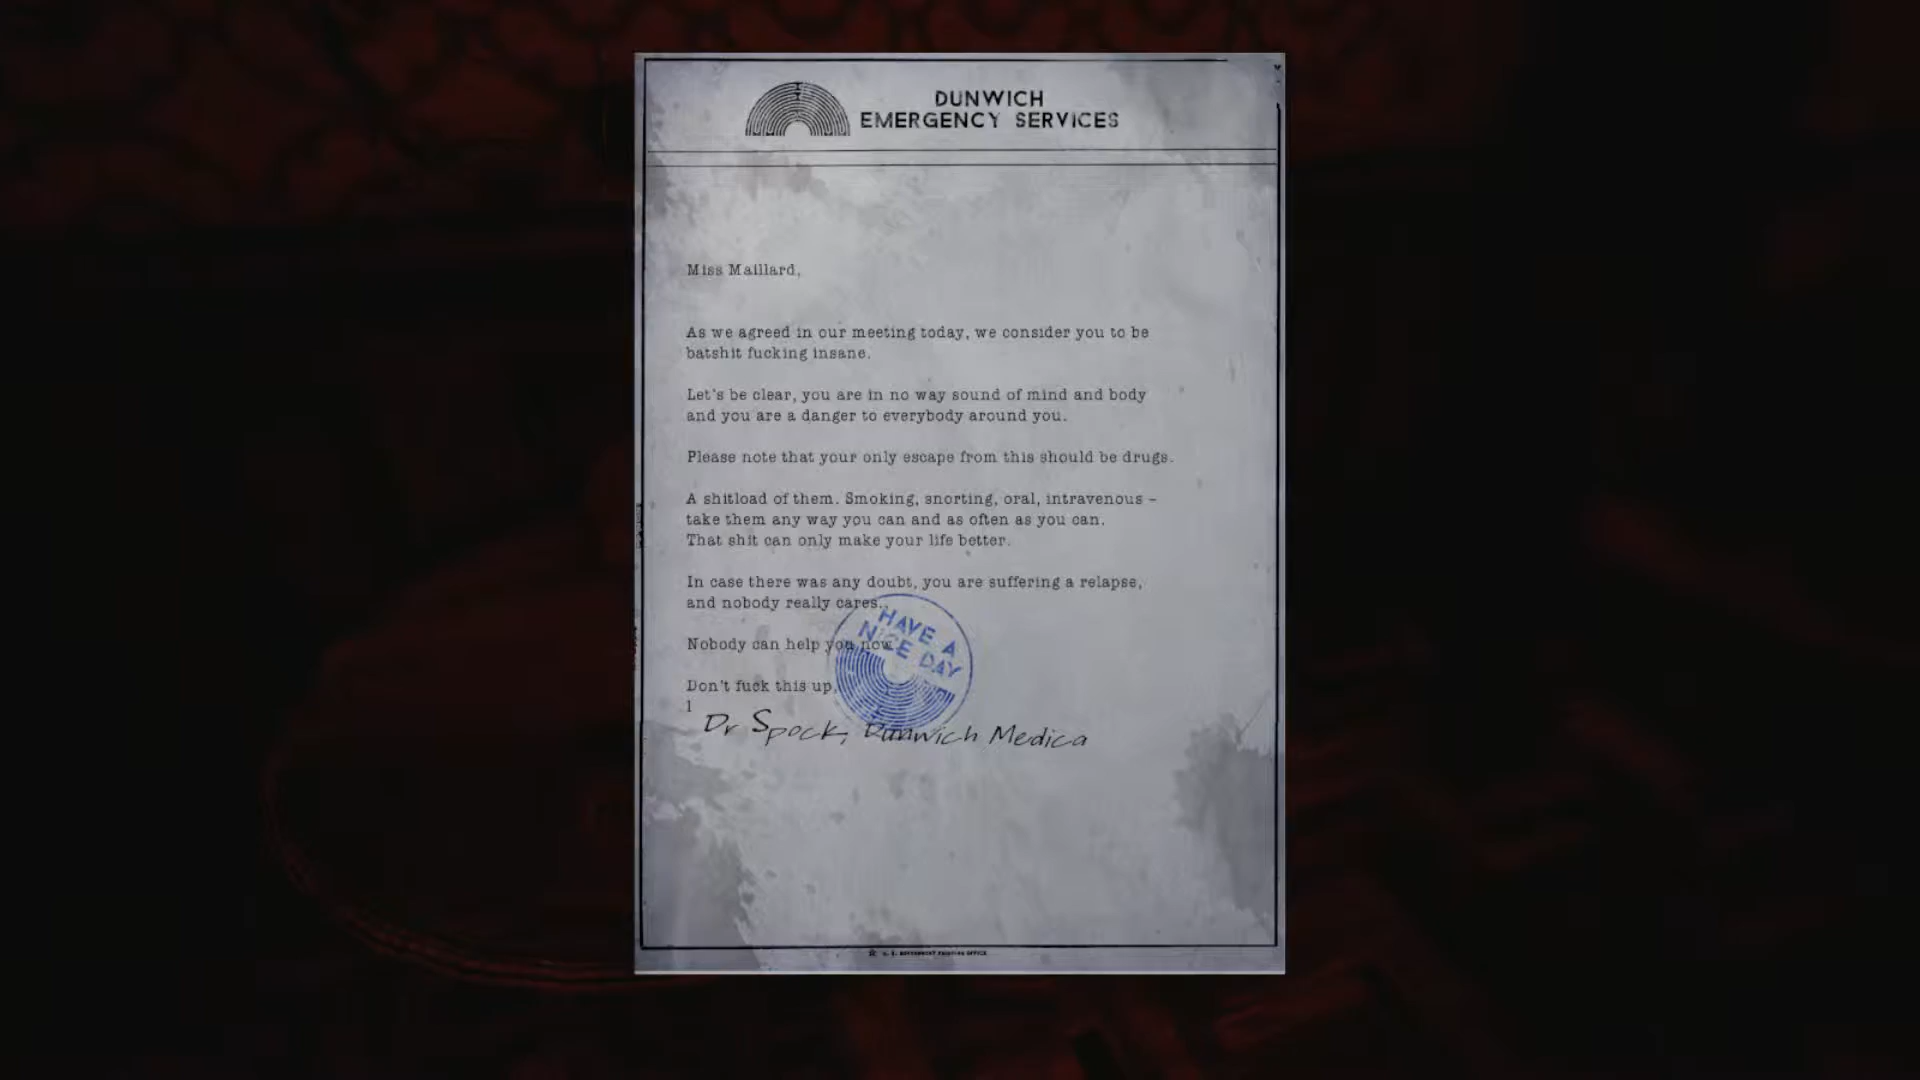 DUNWICH
EMERGENCY SERVICES
Miss Maillard,
As we agreed in our meeting today, we consider you to be
batshit fucking insane.
Let's be clear, you are in no way sound of mind and body
and you are a danger to everybody around you.
Please note that your only escape from this should be drugs.
A shitload of them. Smoking, snorting, oral, intravenous –
take them any way you can and as often as you can.
That shit can only make your life better.
In case there was any doubt, you are suffering a relapse,
and nobody really cares.
Nobody can help you now.
HAVE A
NICE DAY
Don't fuck this up,
1
Dr Spock, Dunwich Medica
U. S. GOVERNMENT PRINTING OFFICE